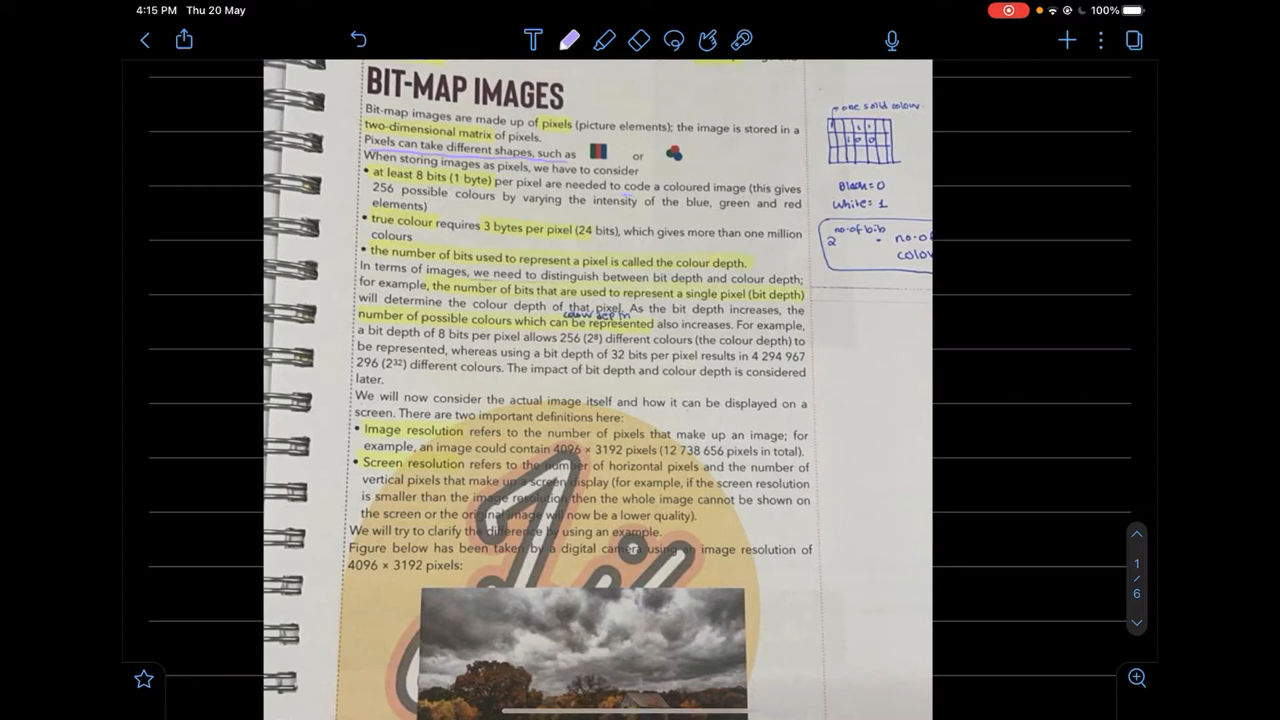 4:15 PM Thu 20 May
100%
BIT-MAP IMAGES
Bit-map images are made up of pixels (picture elements); the image is stored in a
two-dimensional matrix of pixels.
Pixels can take different shapes, such as or
When storing images as pixels, we have to consider
• at least 8 bits (1 byte) per pixel are needed to code a coloured image (this gives
256 possible colours by varying the intensity of the blue, green and red
elements)
• true colour requires 3 bytes per pixel (24 bits), which gives more than one million
colours
• the number of bits used to represent a pixel is called the colour depth.
In terms of images, we need to distinguish between bit depth and colour depth;
for example, the number of bits that are used to represent a single pixel (bit depth)
will determine the colour depth of that pixel. As the bit depth increases, the
colour depth
number of possible colours which can be represented also increases. For example,
a bit depth of 8 bits per pixel allows 256 (2⁸) different colours (the colour depth) to
be represented, whereas using a bit depth of 32 bits per pixel results in 4 294 967
296 (2³²) different colours. The impact of bit depth and colour depth is considered
later.
We will now consider the actual image itself and how it can be displayed on a
screen. There are two important definitions here:
• Image resolution refers to the number of pixels that make up an image; for
example, an image could contain 4096 × 3192 pixels (12 738 656 pixels in total).
• Screen resolution refers to the number of horizontal pixels and the number of
vertical pixels that make up a screen display (for example, if the screen resolution
is smaller than the image resolution then the whole image cannot be shown on
the screen or the original image will now be a lower quality).
We will try to clarify the difference by using an example.
Figure below has been taken by a digital camera using an image resolution of
4096 × 3192 pixels:
one solid colour
Black = 0
White = 1
no. of bits
2 = no. of
colou
1
/
6